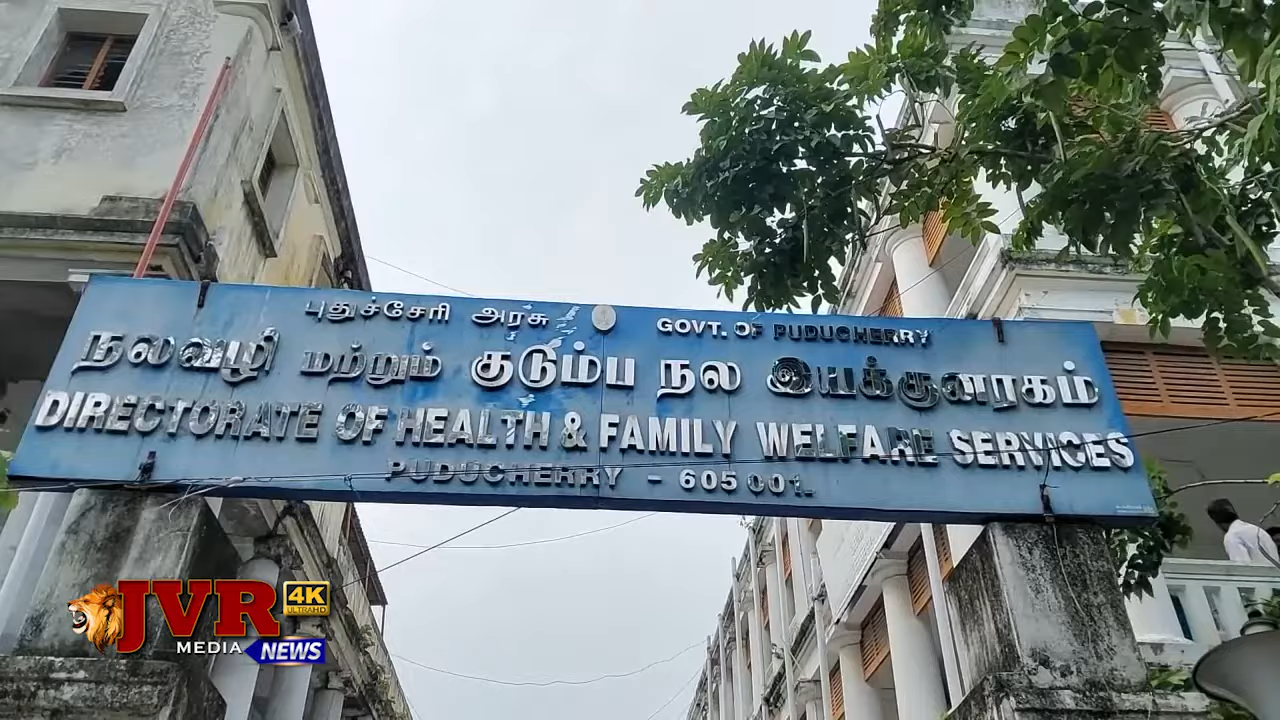 புதுச்சேரி அரசு GOVT. OF PUDUCHERRY
நலவழி மற்றும் குடும்ப நல இயக்குனரகம்
DIRECTORATE OF HEALTH & FAMILY WELFARE SERVICES
PUDUCHERRY - 605 001.
JVR
MEDIA NEWS
4K
ULTRAHD